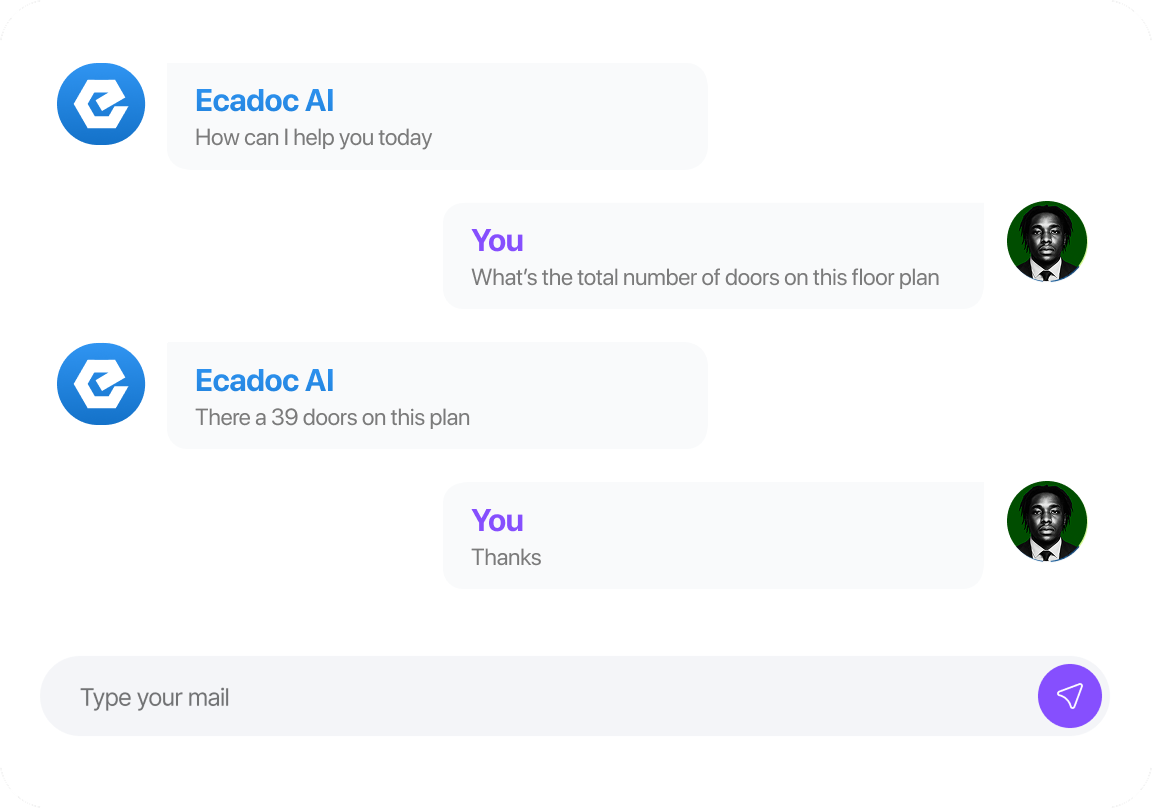 Ecadoc AI
How can I help you today
You
What’s the total number of doors on this floor plan
Ecadoc AI
There a 39 doors on this plan
You
Thanks
Type your mail